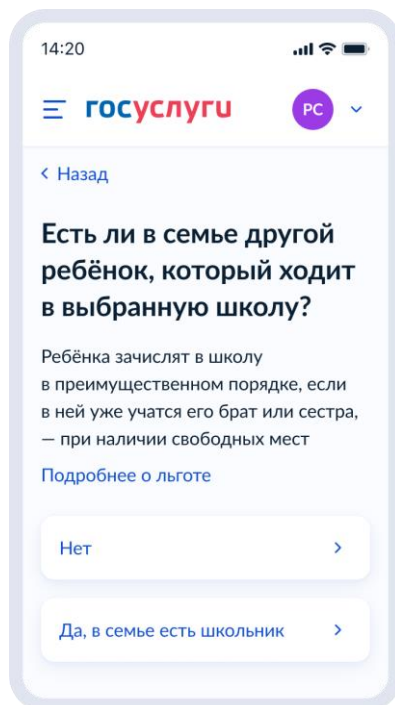 14:20
госуслуги
РС
Назад
Есть ли в семье другой
ребёнок, который ходит
в выбранную школу?
Ребёнка зачислят в школу
в преимущественном порядке, если
в ней уже учатся его брат или сестра,
— при наличии свободных мест
Подробнее о льготе
Нет
Да, в семье есть школьник